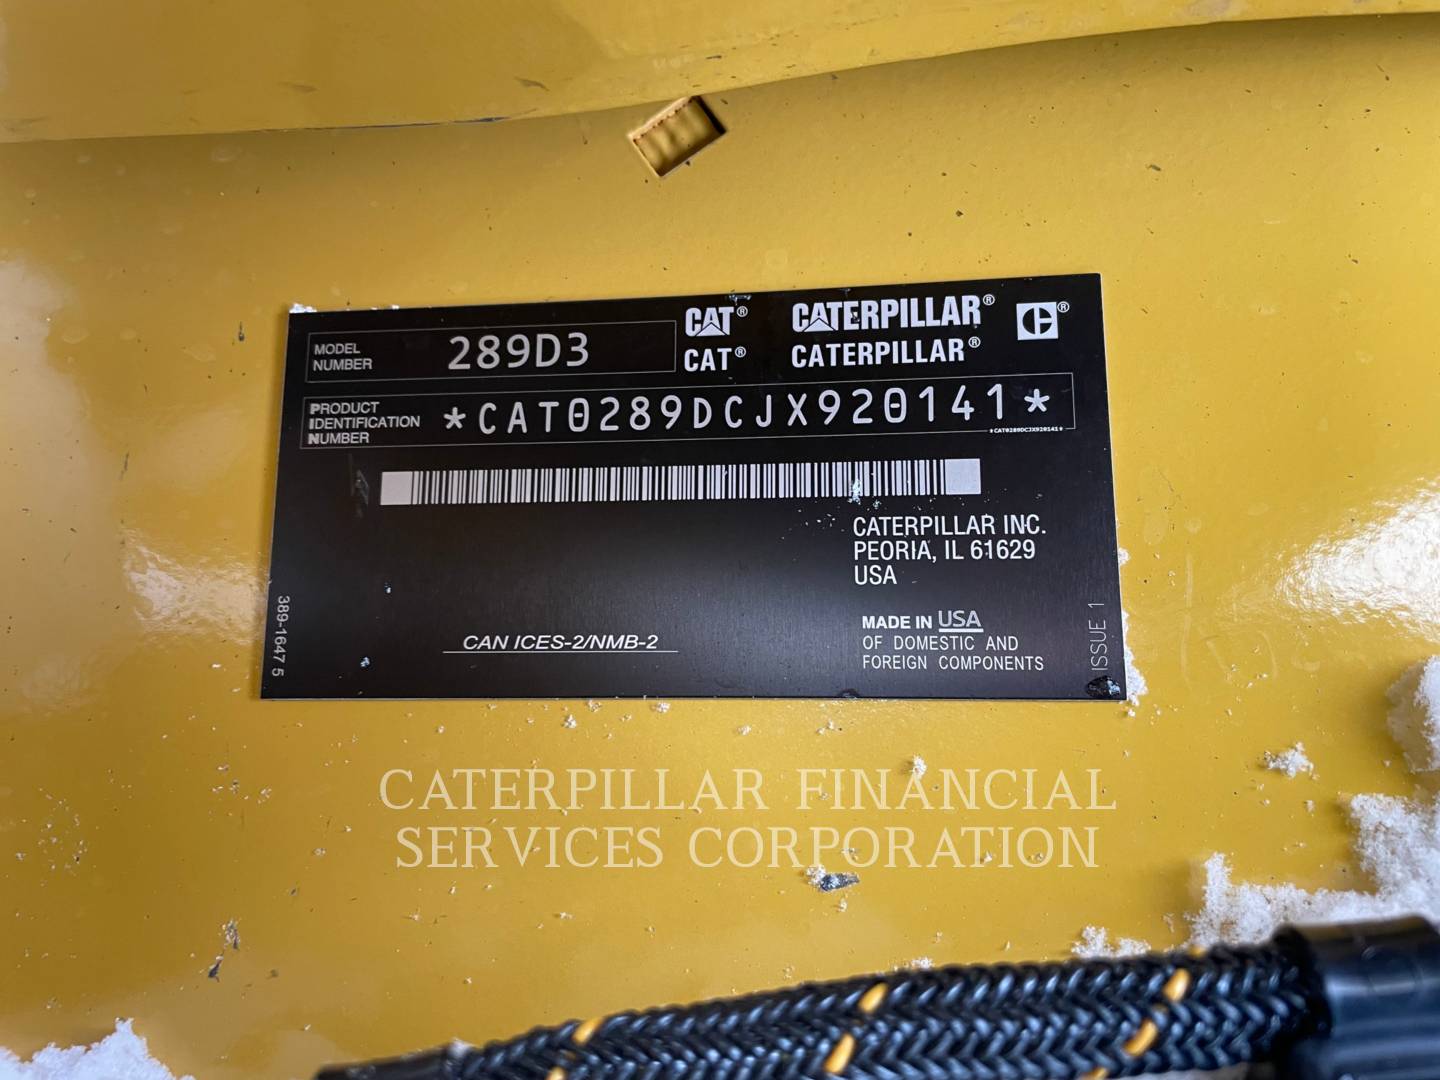 MODEL NUMBER 289D3
CAT® CATERPILLAR® ®
CAT® CATERPILLAR®
PRODUCT IDENTIFICATION NUMBER *CAT0289DCJX920141*
*CAT0289DCJX920141*
CATERPILLAR INC.
PEORIA, IL 61629
USA
MADE IN USA
OF DOMESTIC AND
FOREIGN COMPONENTS
CAN ICES-2/NMB-2
389-1647 5
ISSUE 1
CATERPILLAR FINANCIAL
SERVICES CORPORATION